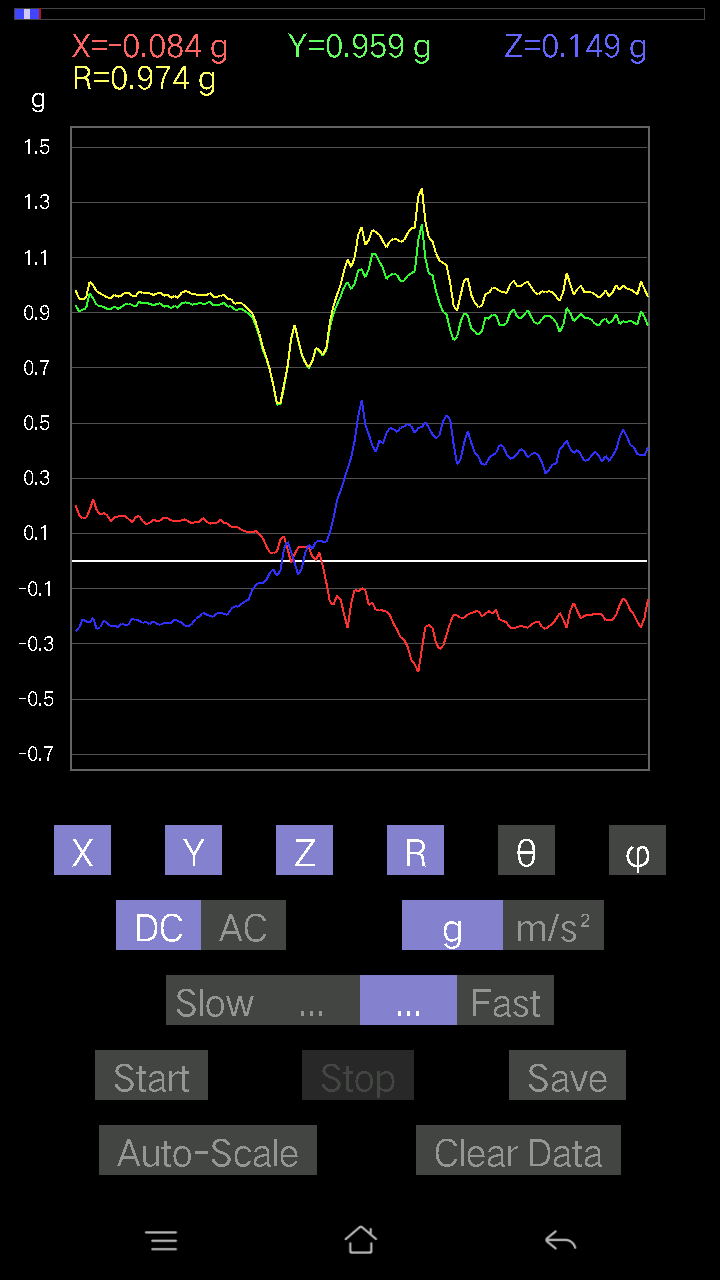 X=-0.084 g Y=0.959 g Z=0.149 g
R=0.974 g
g
1.5
1.3
1.1
0.9
0.7
0.5
0.3
0.1
-0.1
-0.3
-0.5
-0.7
X Y Z R θ φ
DC AC g m/s²
Slow ... ... Fast
Start Stop Save
Auto-Scale Clear Data